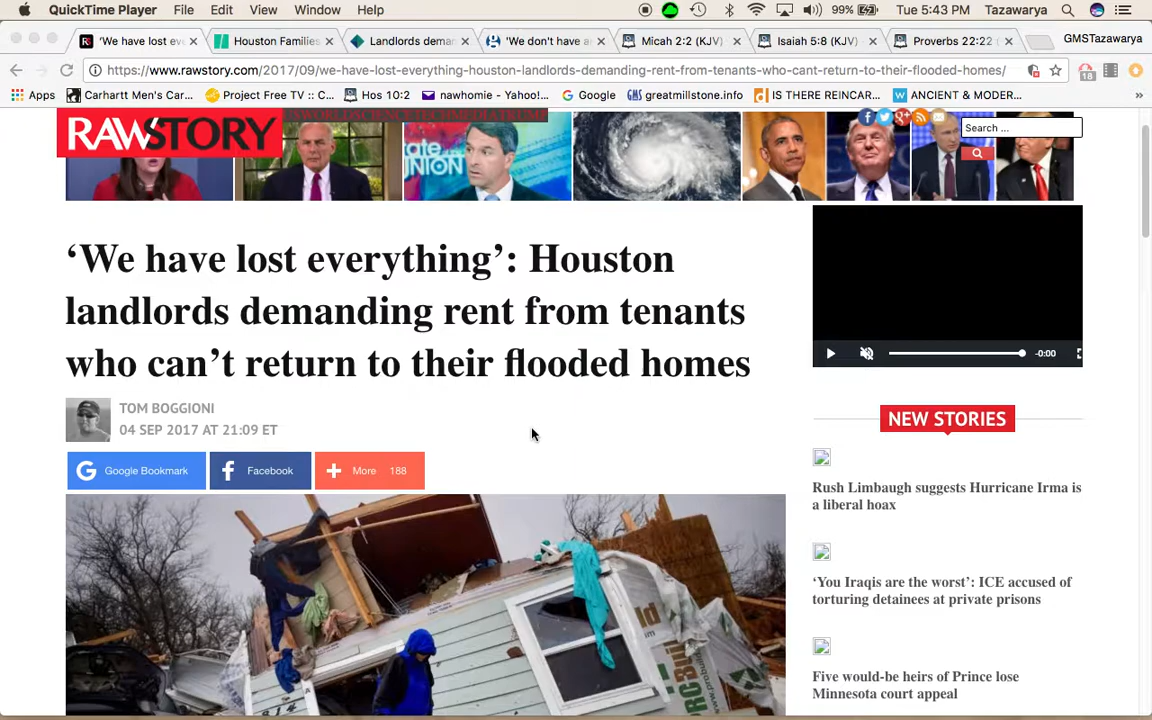 QuickTime Player File Edit View Window Help 99% Tue 5:43 PM Tazawarya
'We have lost ev × Houston Families × Landlords dema × 'We don't have a × Micah 2:2 (KJV) × Isaiah 5:8 (KJV) × Proverbs 22:22 × GMSTazawarya
https://www.rawstory.com/2017/09/we-have-lost-everything-houston-landlords-demanding-rent-from-tenants-who-cant-return-to-their-flooded-homes/ 18
Apps Carhartt Men's Car... Project Free TV :: C... Hos 10:2 nawhomie - Yahoo!... Google greatmillstone.info IS THERE REINCAR... ANCIENT & MODER... »
RAWSTORY
Search ...
'We have lost everything': Houston
landlords demanding rent from tenants
who can't return to their flooded homes
TOM BOGGIONI
04 SEP 2017 AT 21:09 ET
Google Bookmark Facebook More 188
-0:00
NEW STORIES
Rush Limbaugh suggests Hurricane Irma is
a liberal hoax
'You Iraqis are the worst': ICE accused of
torturing detainees at private prisons
Five would-be heirs of Prince lose
Minnesota court appeal